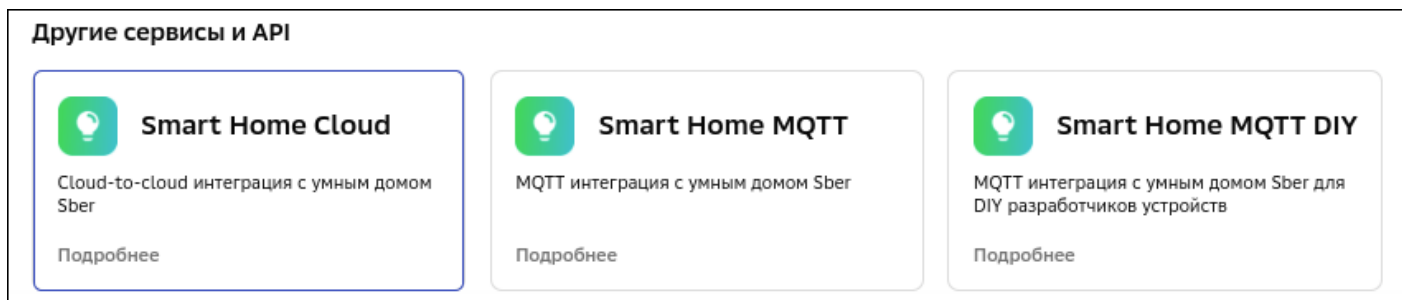 Другие сервисы и API
Smart Home Cloud
Cloud-to-cloud интеграция с умным домом
Sber
Подробнее
Smart Home MQTT
MQTT интеграция с умным домом Sber
Подробнее
Smart Home MQTT DIY
MQTT интеграция с умным домом Sber для
DIY разработчиков устройств
Подробнее